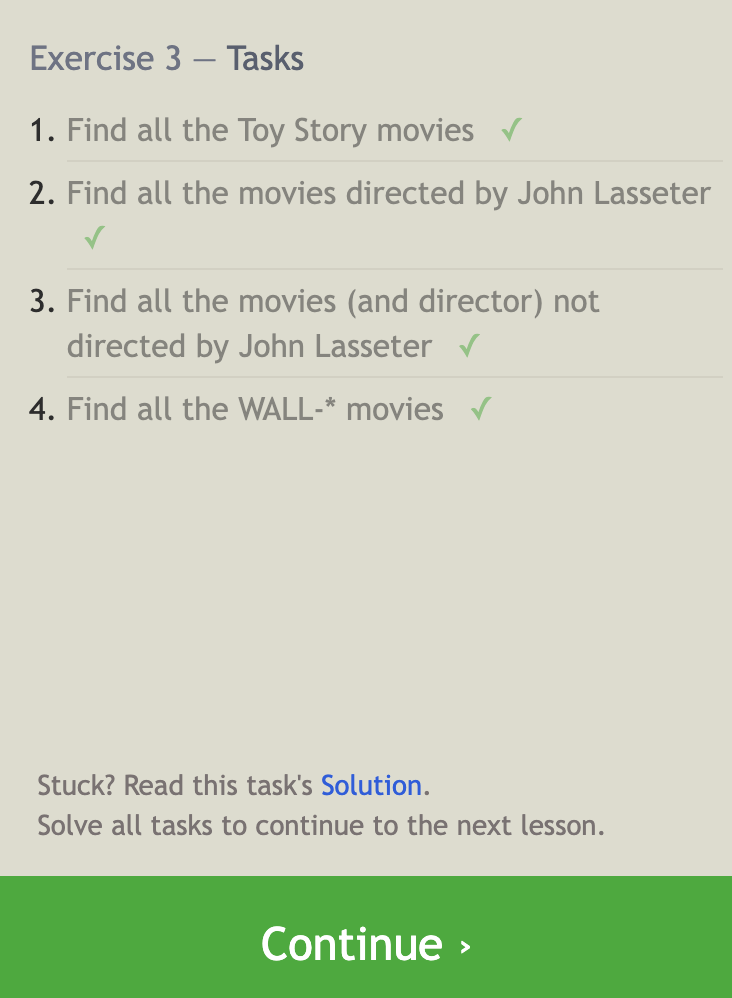 Exercise 3 — Tasks
1. Find all the Toy Story movies ✓
2. Find all the movies directed by John Lasseter
✓
3. Find all the movies (and director) not
directed by John Lasseter ✓
4. Find all the WALL-* movies ✓
Stuck? Read this task's Solution.
Solve all tasks to continue to the next lesson.
Continue ›